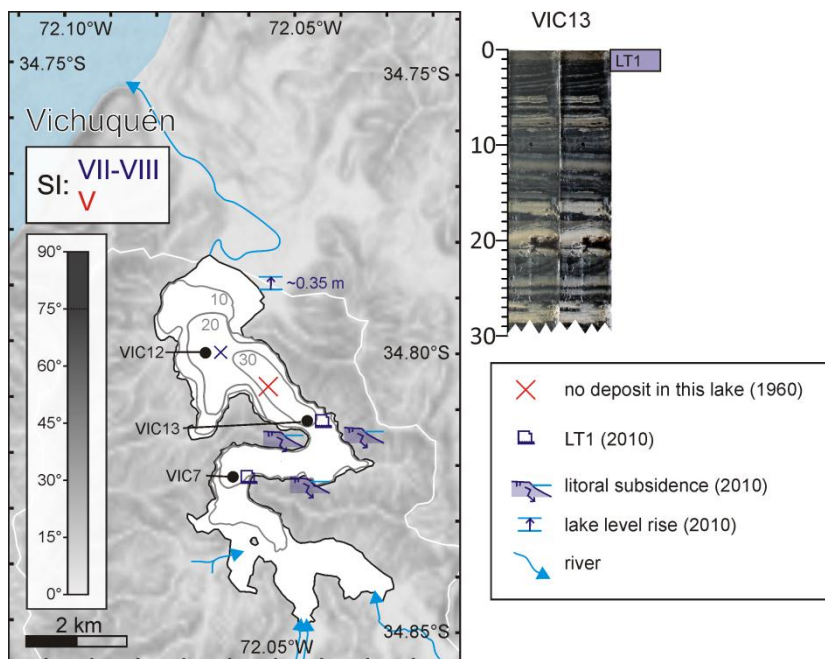 72.10°W
72.05°W
34.75°S
34.75°S
Vichuquén
SI: VII-VIII
V
90°
75°
60°
45°
30°
15°
0°
~0.35 m
10
20
30
VIC12
34.80°S
VIC13
VIC7
2 km
72.05°W
34.85°S
VIC13
0
LT1
10
20
30
no deposit in this lake (1960)
LT1 (2010)
litoral subsidence (2010)
lake level rise (2010)
river